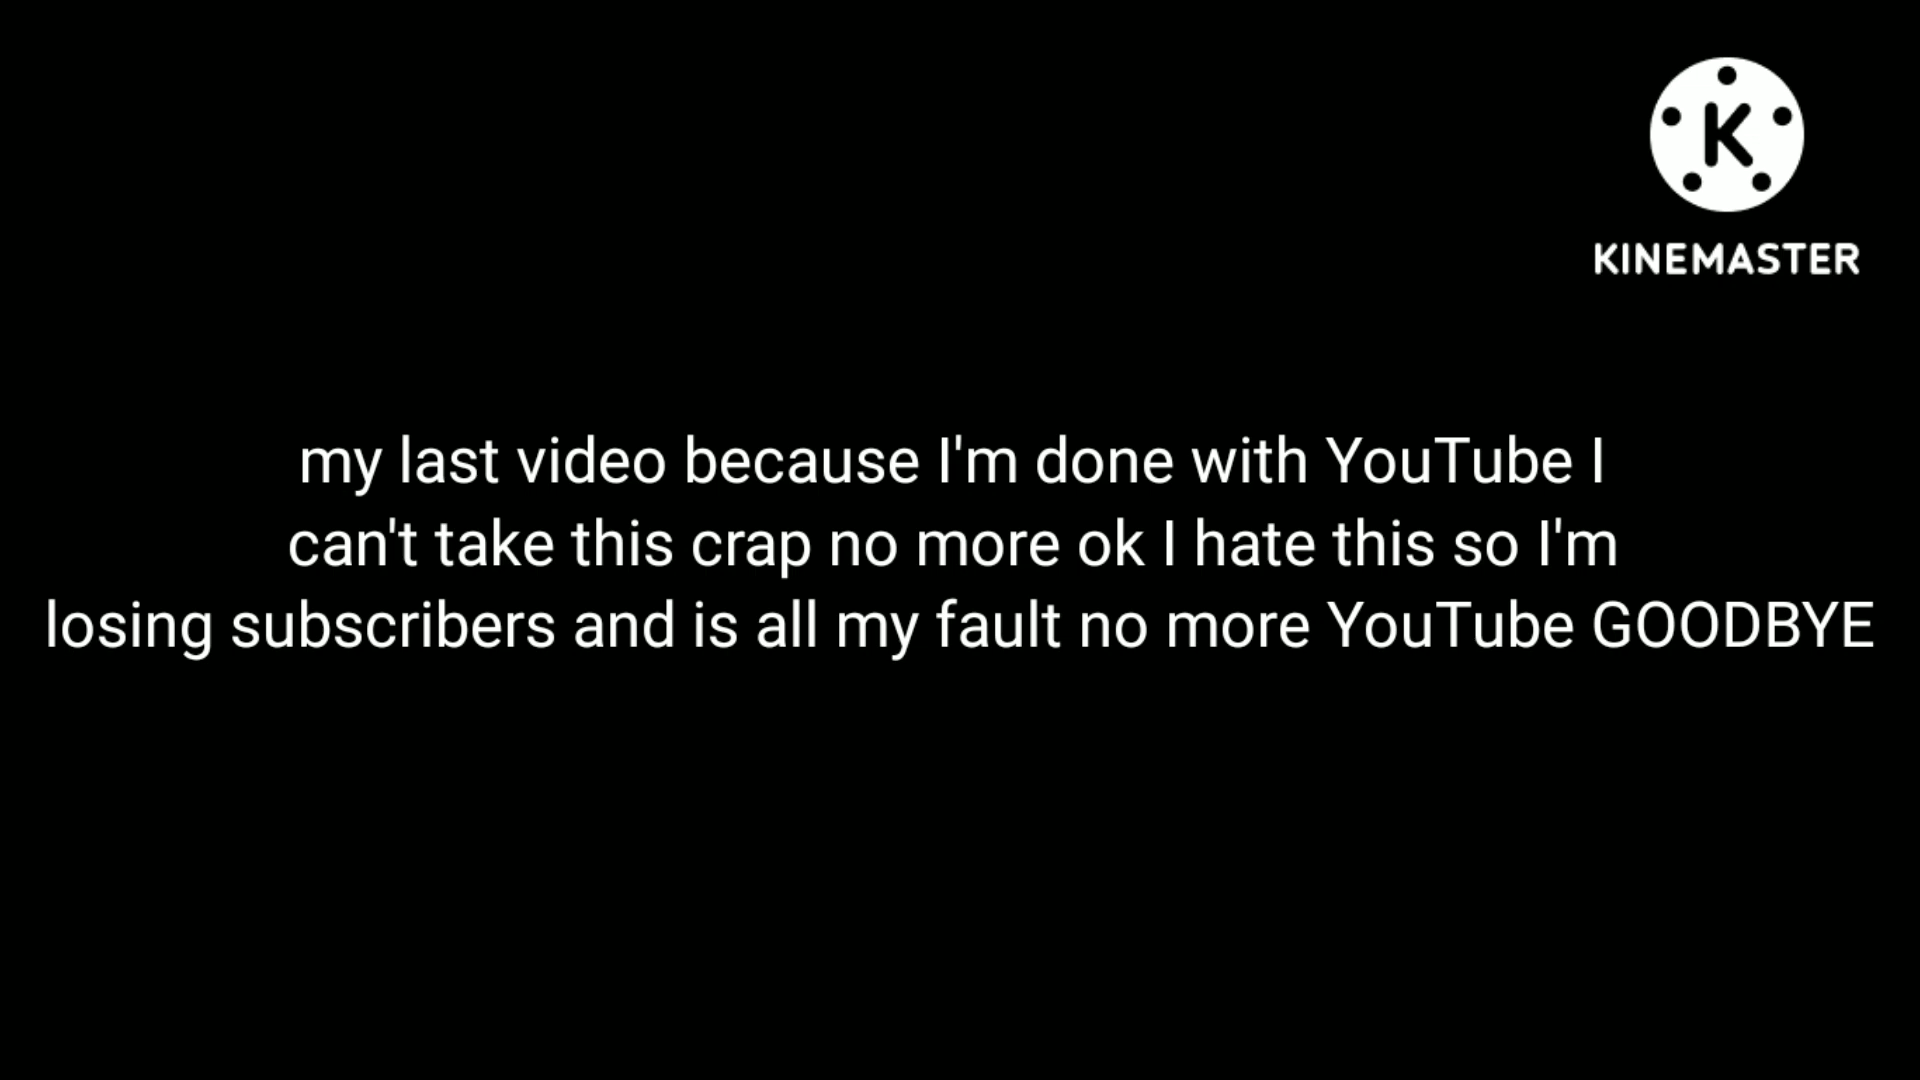 K
KINEMASTER
my last video because I'm done with YouTube I
can't take this crap no more ok I hate this so I'm
losing subscribers and is all my fault no more YouTube GOODBYE